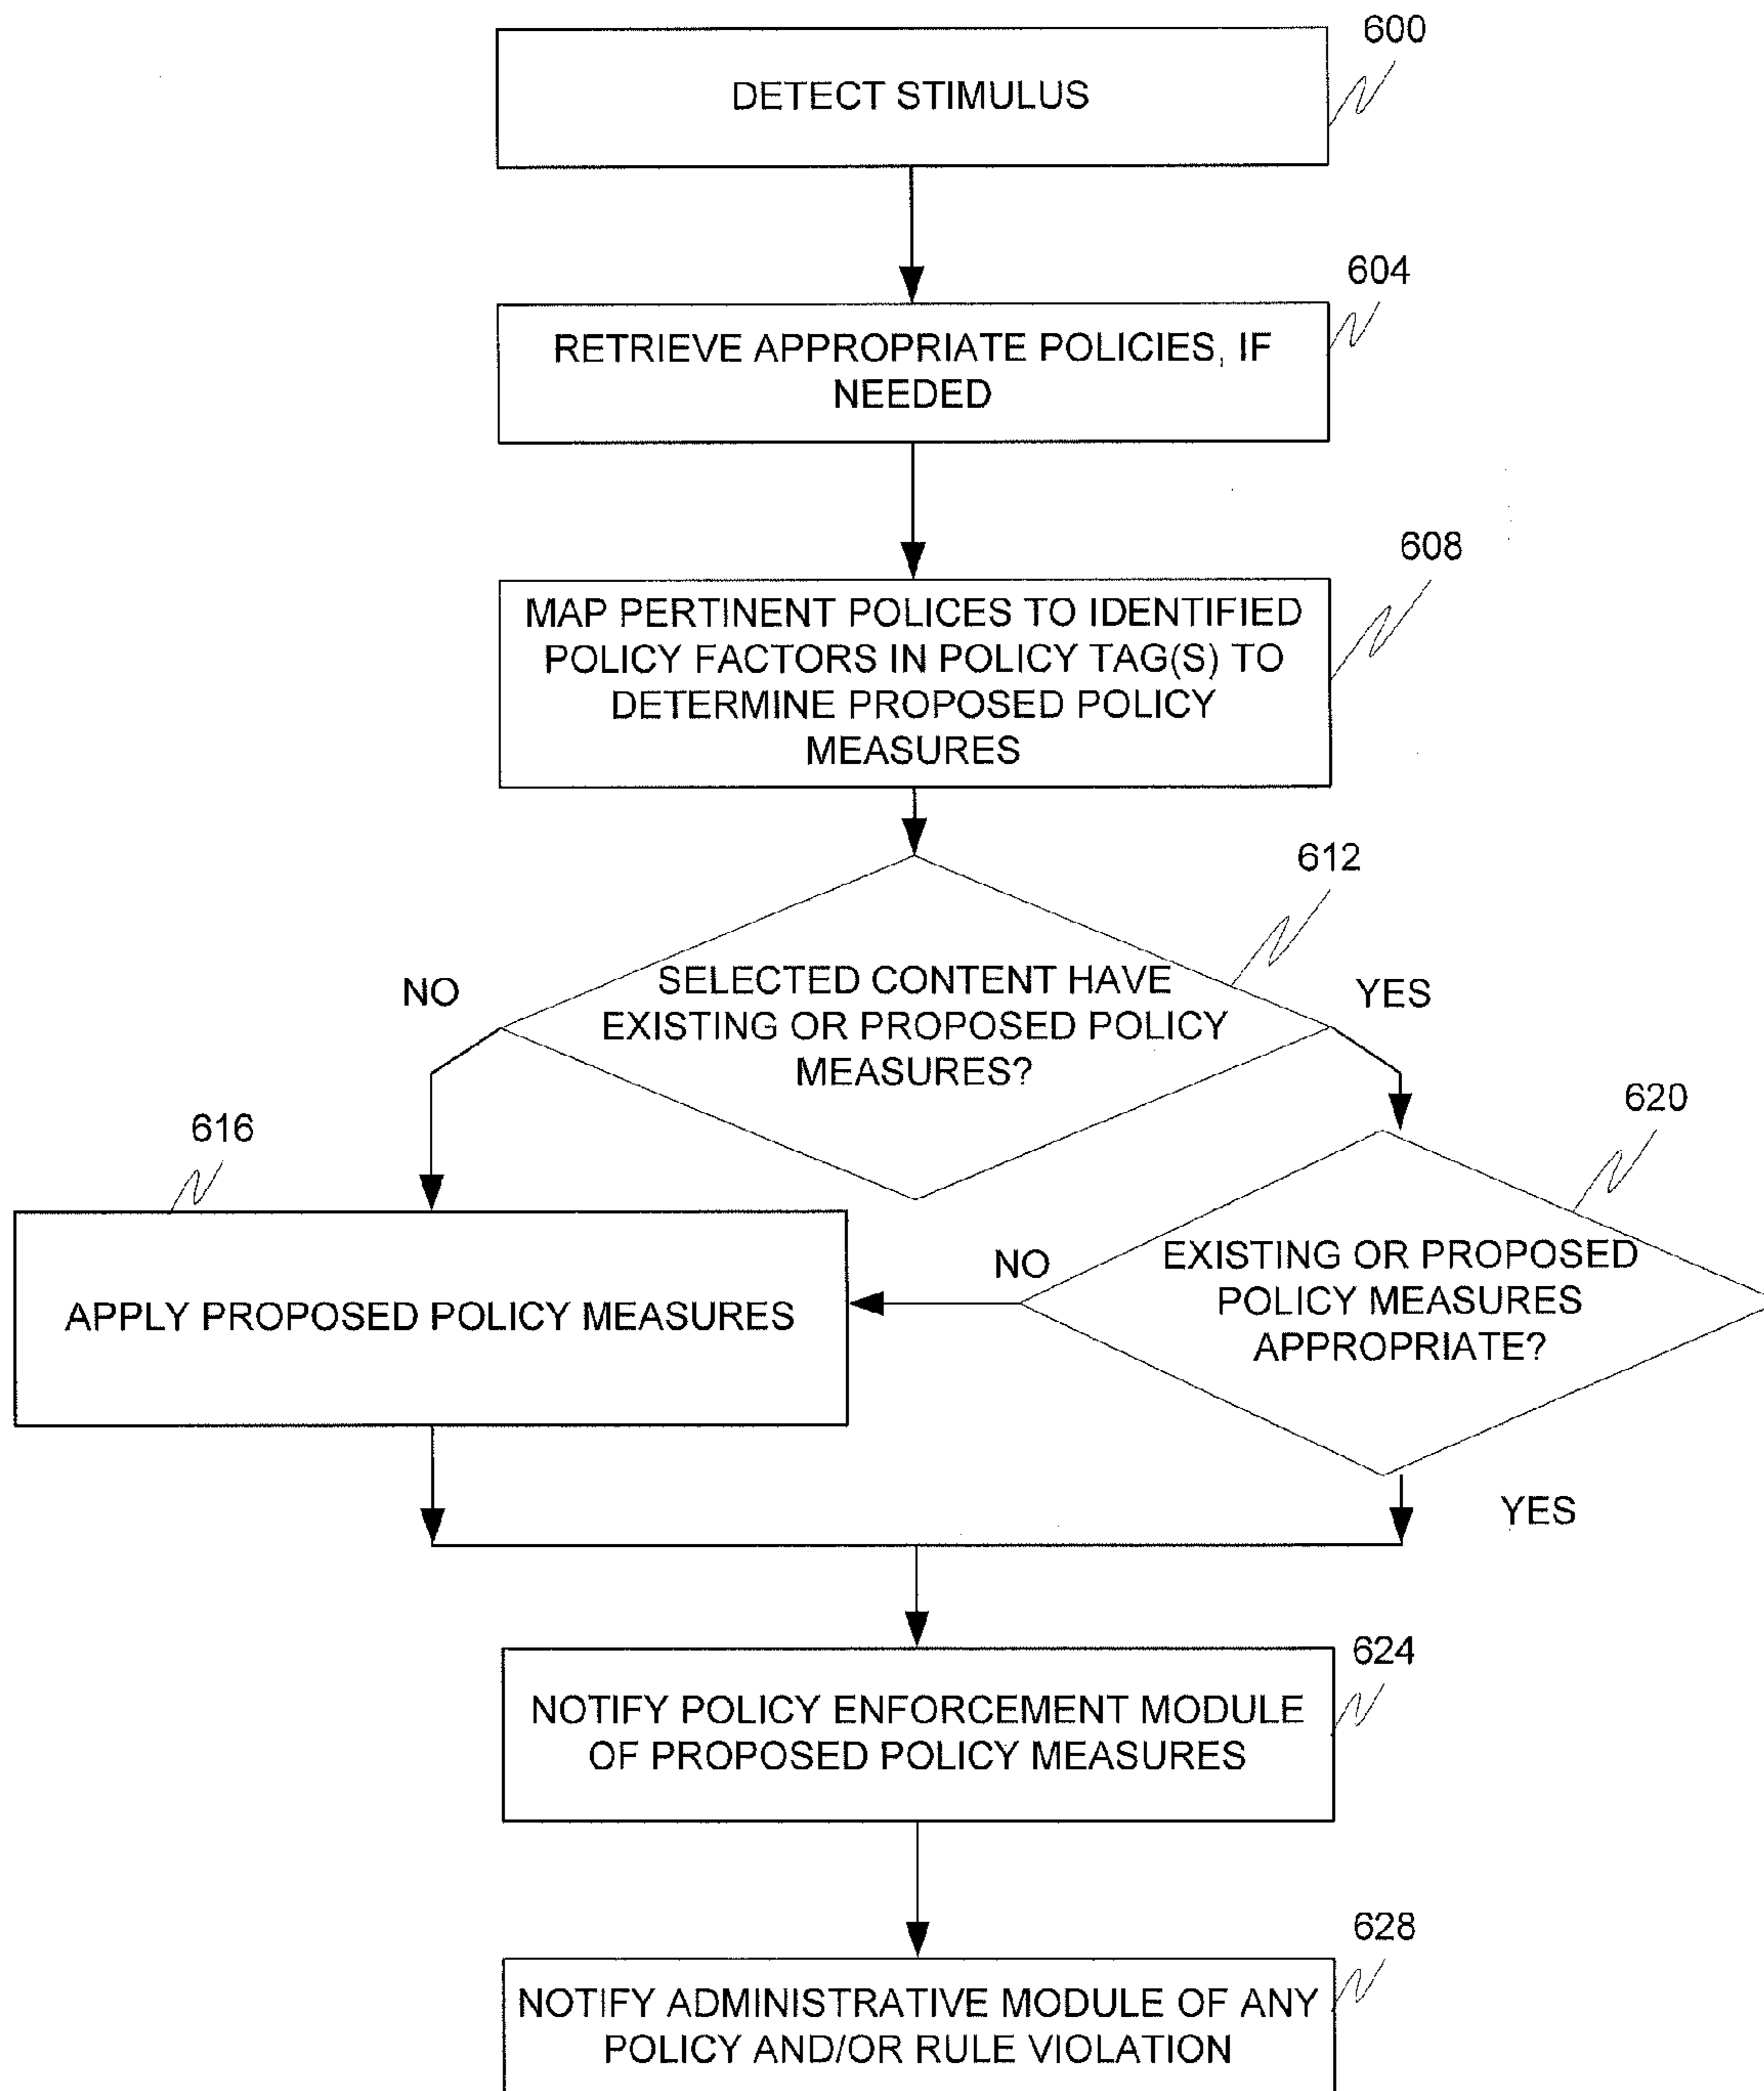 600
DETECT STIMULUS
604
RETRIEVE APPROPRIATE POLICIES, IF
NEEDED
608
MAP PERTINENT POLICES TO IDENTIFIED
POLICY FACTORS IN POLICY TAG(S) TO
DETERMINE PROPOSED POLICY
MEASURES
612
NO
SELECTED CONTENT HAVE
EXISTING OR PROPOSED POLICY
MEASURES?
YES
616
620
APPLY PROPOSED POLICY MEASURES
NO
EXISTING OR PROPOSED
POLICY MEASURES
APPROPRIATE?
YES
624
NOTIFY POLICY ENFORCEMENT MODULE
OF PROPOSED POLICY MEASURES
628
NOTIFY ADMINISTRATIVE MODULE OF ANY
POLICY AND/OR RULE VIOLATION